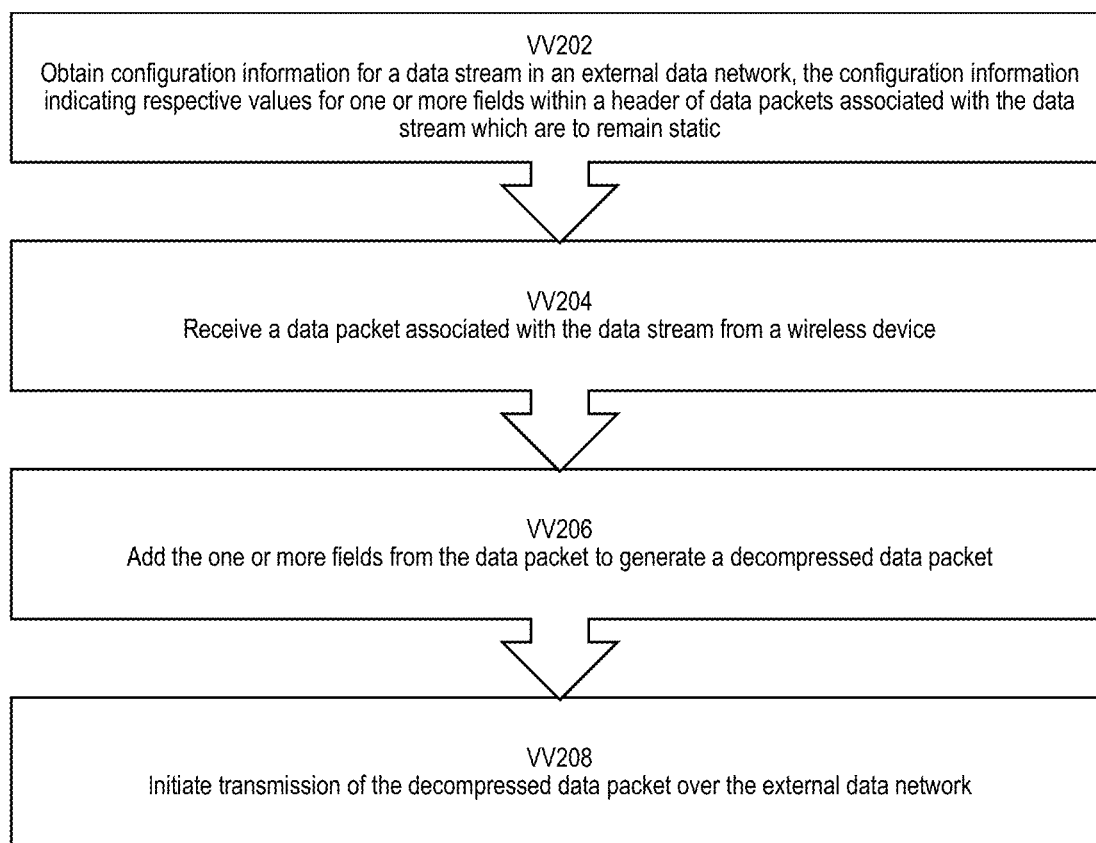 VV202
Obtain configuration information for a data stream in an external data network, the configuration information
indicating respective values for one or more fields within a header of data packets associated with the data
stream which are to remain static
VV204
Receive a data packet associated with the data stream from a wireless device
VV206
Add the one or more fields from the data packet to generate a decompressed data packet
VV208
Initiate transmission of the decompressed data packet over the external data network